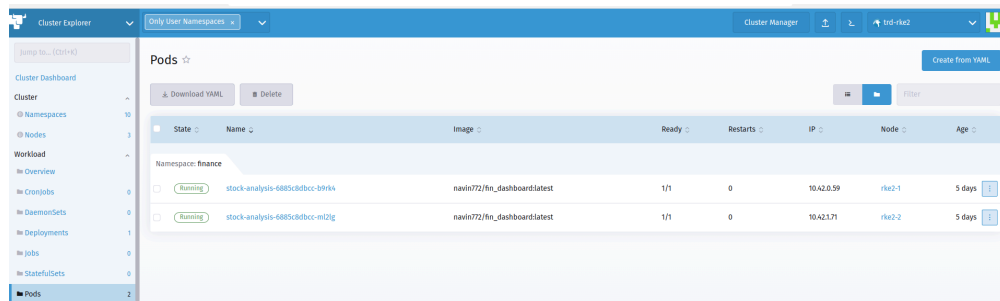 Cluster Explorer
Only User Namespaces ×
Cluster Manager
trd-rke2
Jump to... (Ctrl+K)
Cluster Dashboard
Cluster
Namespaces 10
Nodes 3
Workload
Overview
CronJobs 0
DaemonSets 0
Deployments 1
Jobs 0
StatefulSets 0
Pods 2
Pods
Create from YAML
Download YAML
Delete
Filter
State Name Image Ready Restarts IP Node Age
Namespace: finance
Running stock-analysis-6885c8dbcc-b9rk4 navin772/fin_dashboard:latest 1/1 0 10.42.0.59 rke2-1 5 days
Running stock-analysis-6885c8dbcc-ml2lg navin772/fin_dashboard:latest 1/1 0 10.42.1.71 rke2-2 5 days